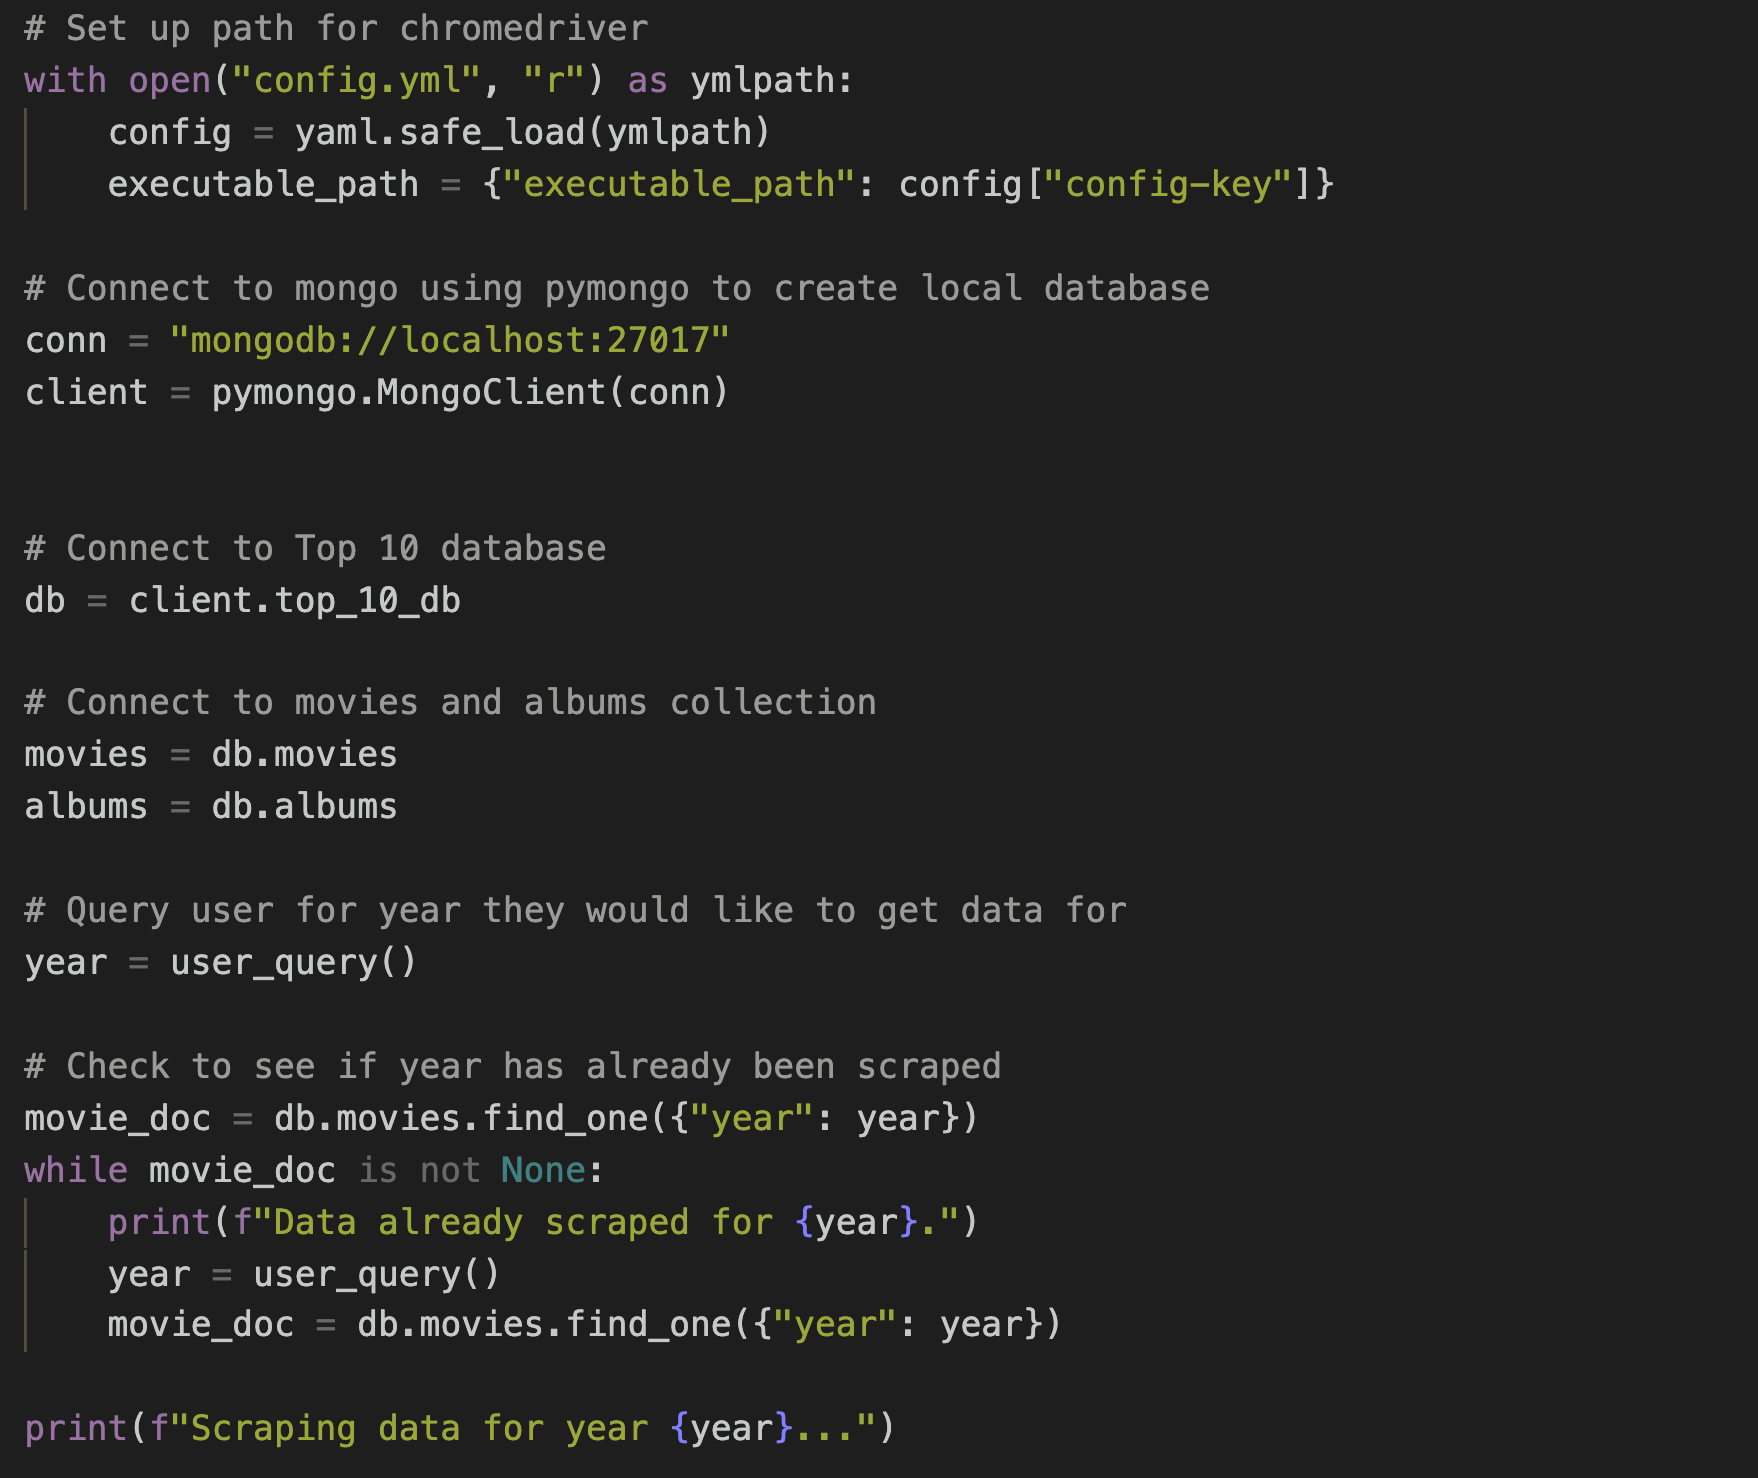 # Set up path for chromedriver
with open("config.yml", "r") as ymlpath:
    config = yaml.safe_load(ymlpath)
    executable_path = {"executable_path": config["config-key"]}

# Connect to mongo using pymongo to create local database
conn = "mongodb://localhost:27017"
client = pymongo.MongoClient(conn)


# Connect to Top 10 database
db = client.top_10_db

# Connect to movies and albums collection
movies = db.movies
albums = db.albums

# Query user for year they would like to get data for
year = user_query()

# Check to see if year has already been scraped
movie_doc = db.movies.find_one({"year": year})
while movie_doc is not None:
    print(f"Data already scraped for {year}.")
    year = user_query()
    movie_doc = db.movies.find_one({"year": year})

print(f"Scraping data for year {year}...")